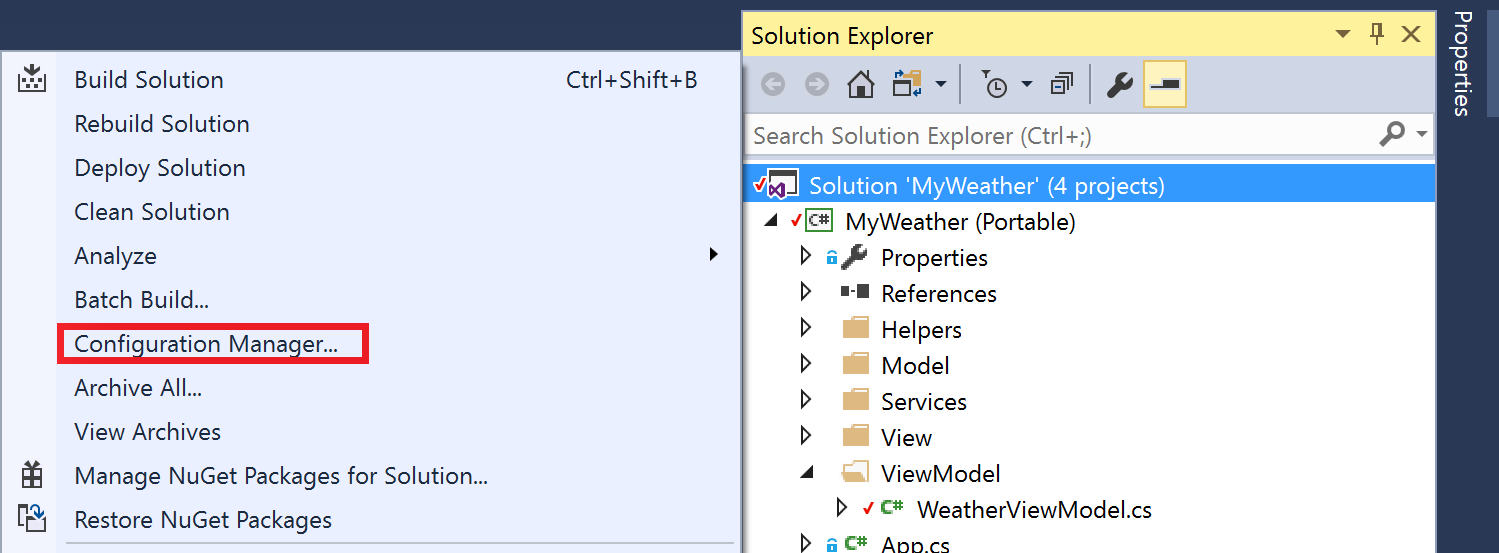 Build Solution Ctrl+Shift+B
Rebuild Solution
Deploy Solution
Clean Solution
Analyze
Batch Build...
Configuration Manager...
Archive All...
View Archives
Manage NuGet Packages for Solution...
Restore NuGet Packages
Solution Explorer
Search Solution Explorer (Ctrl+;)
Solution 'MyWeather' (4 projects)
C# MyWeather (Portable)
Properties
References
Helpers
Model
Services
View
ViewModel
C# WeatherViewModel.cs
C# App.cs
Properties